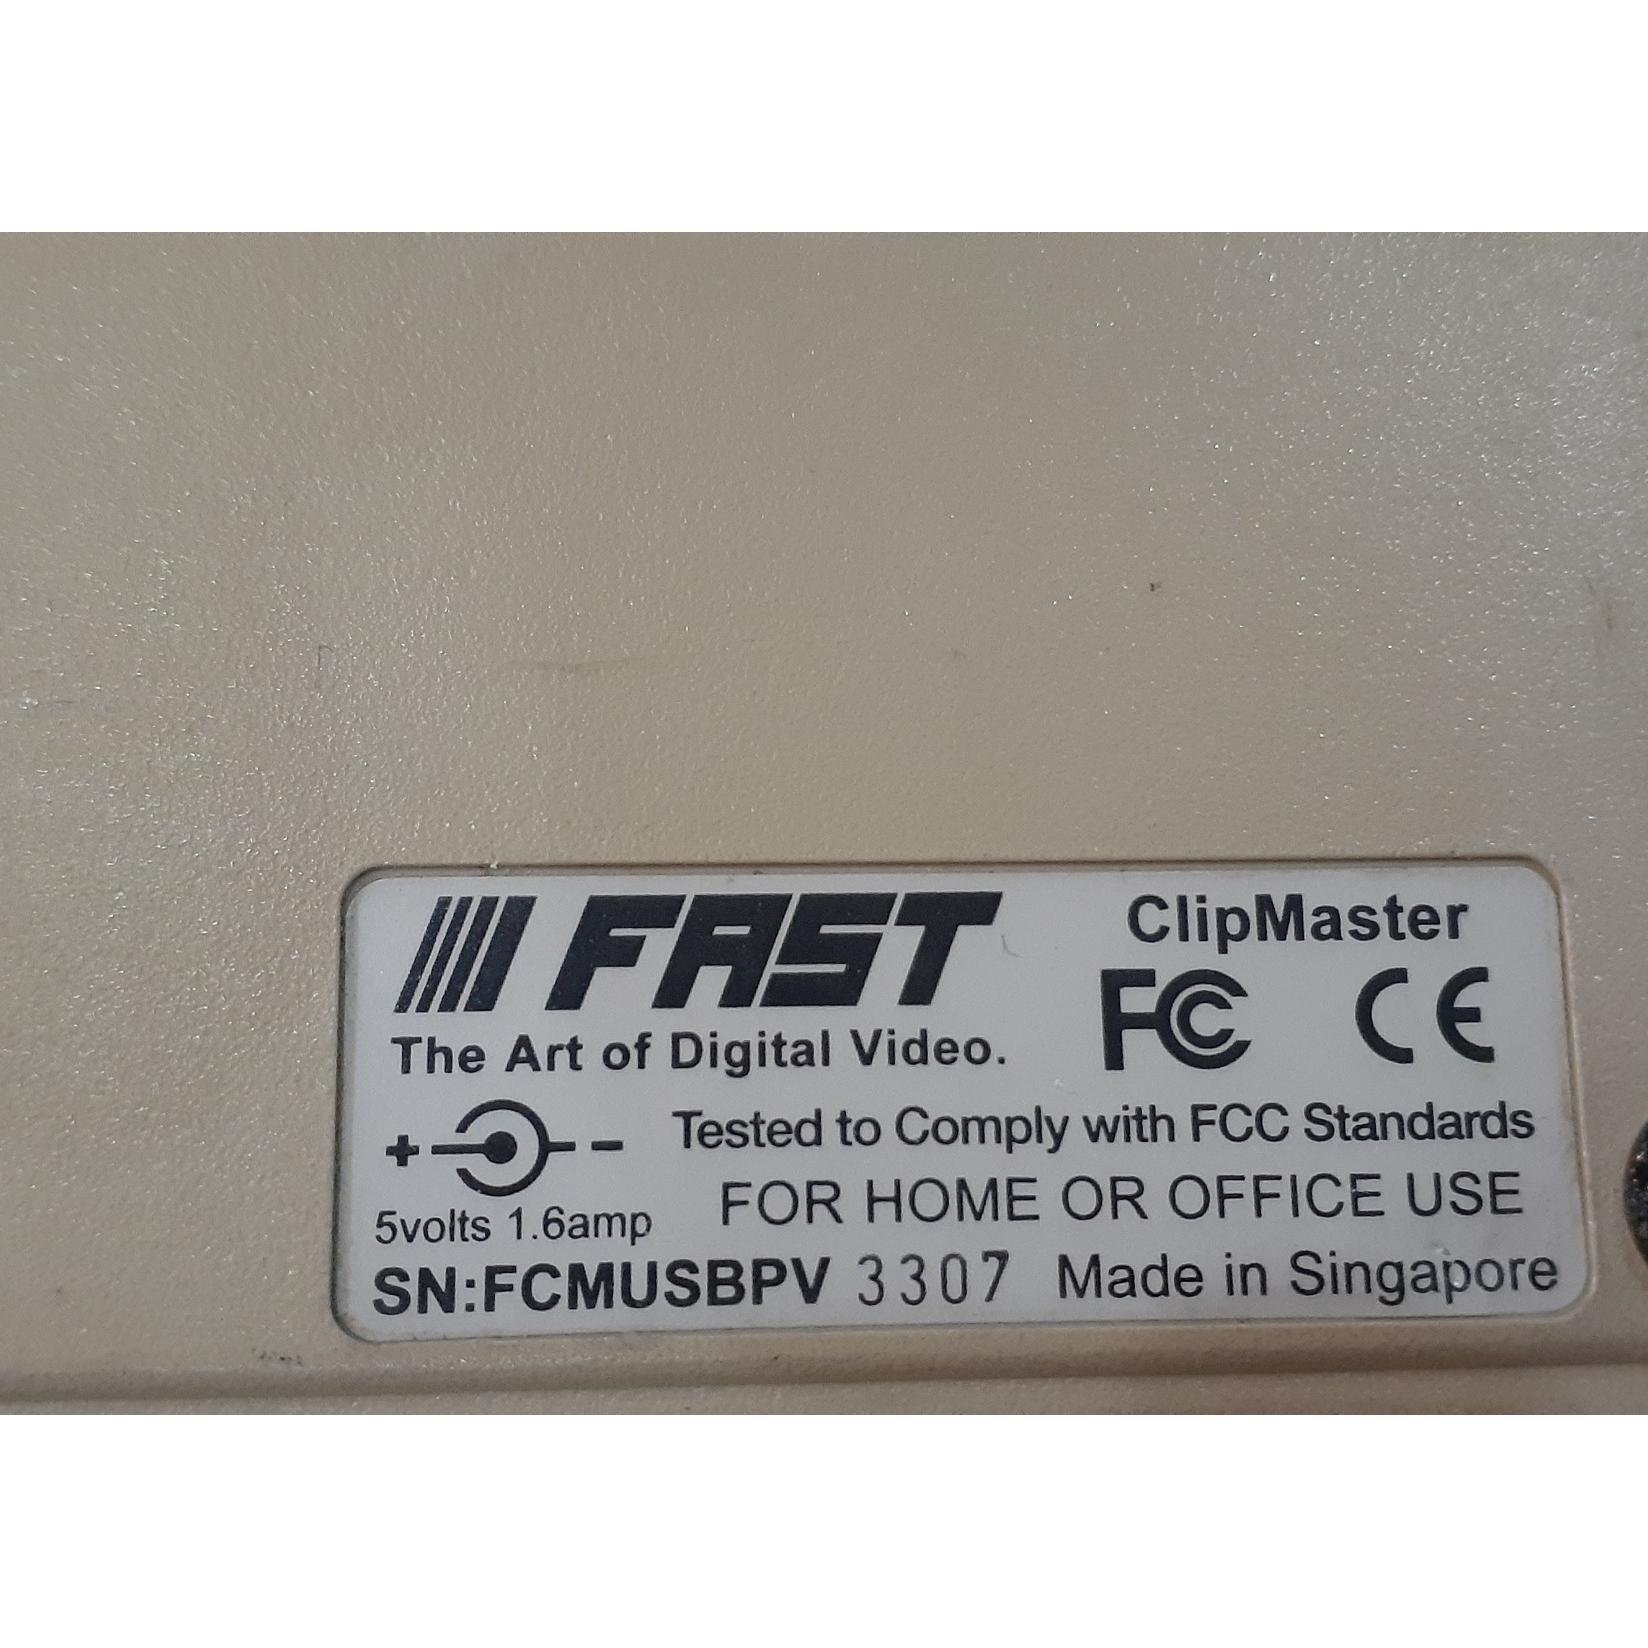 FAST
ClipMaster
The Art of Digital Video.
FC CE
+ -
Tested to Comply with FCC Standards
5volts 1.6amp
FOR HOME OR OFFICE USE
SN:FCMUSBPV 3307 Made in Singapore